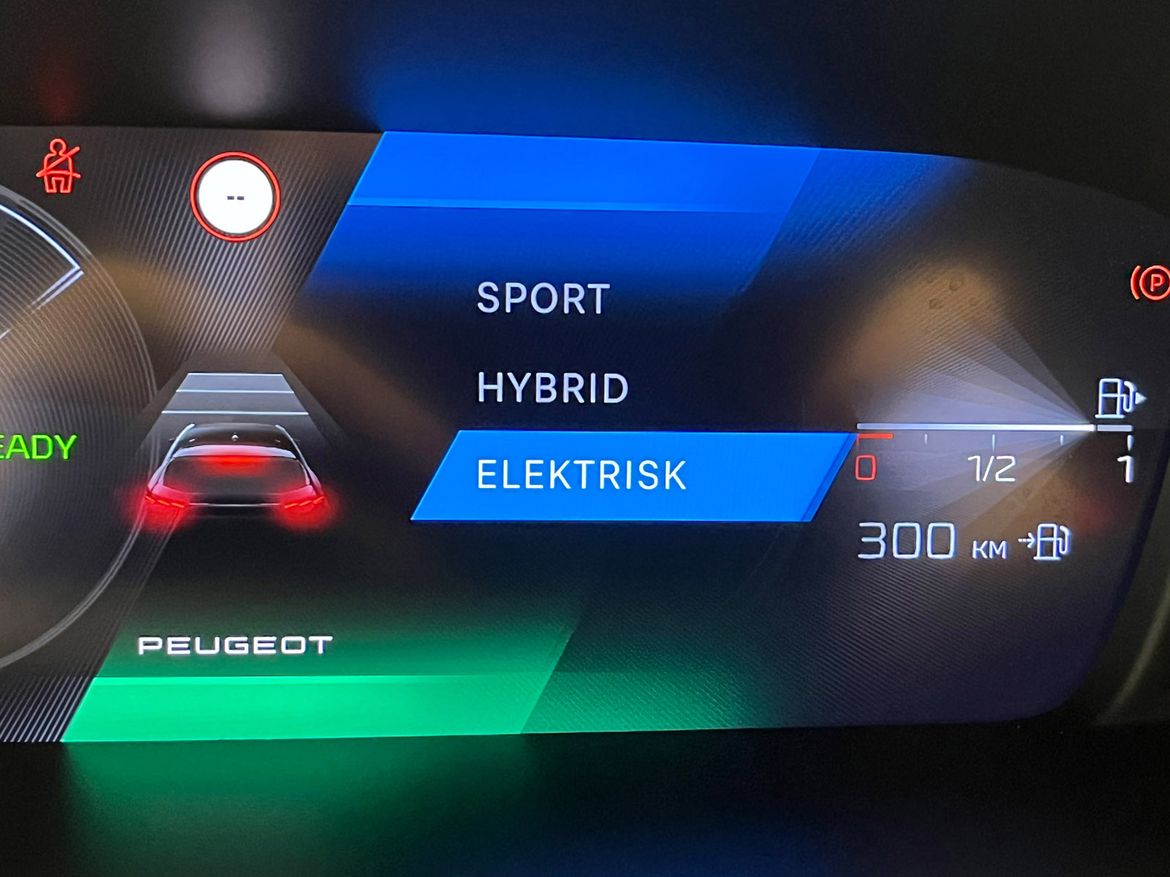 --
SPORT
HYBRID
ELEKTRISK
EADY
P
0 1/2 1
300 KM
PEUGEOT